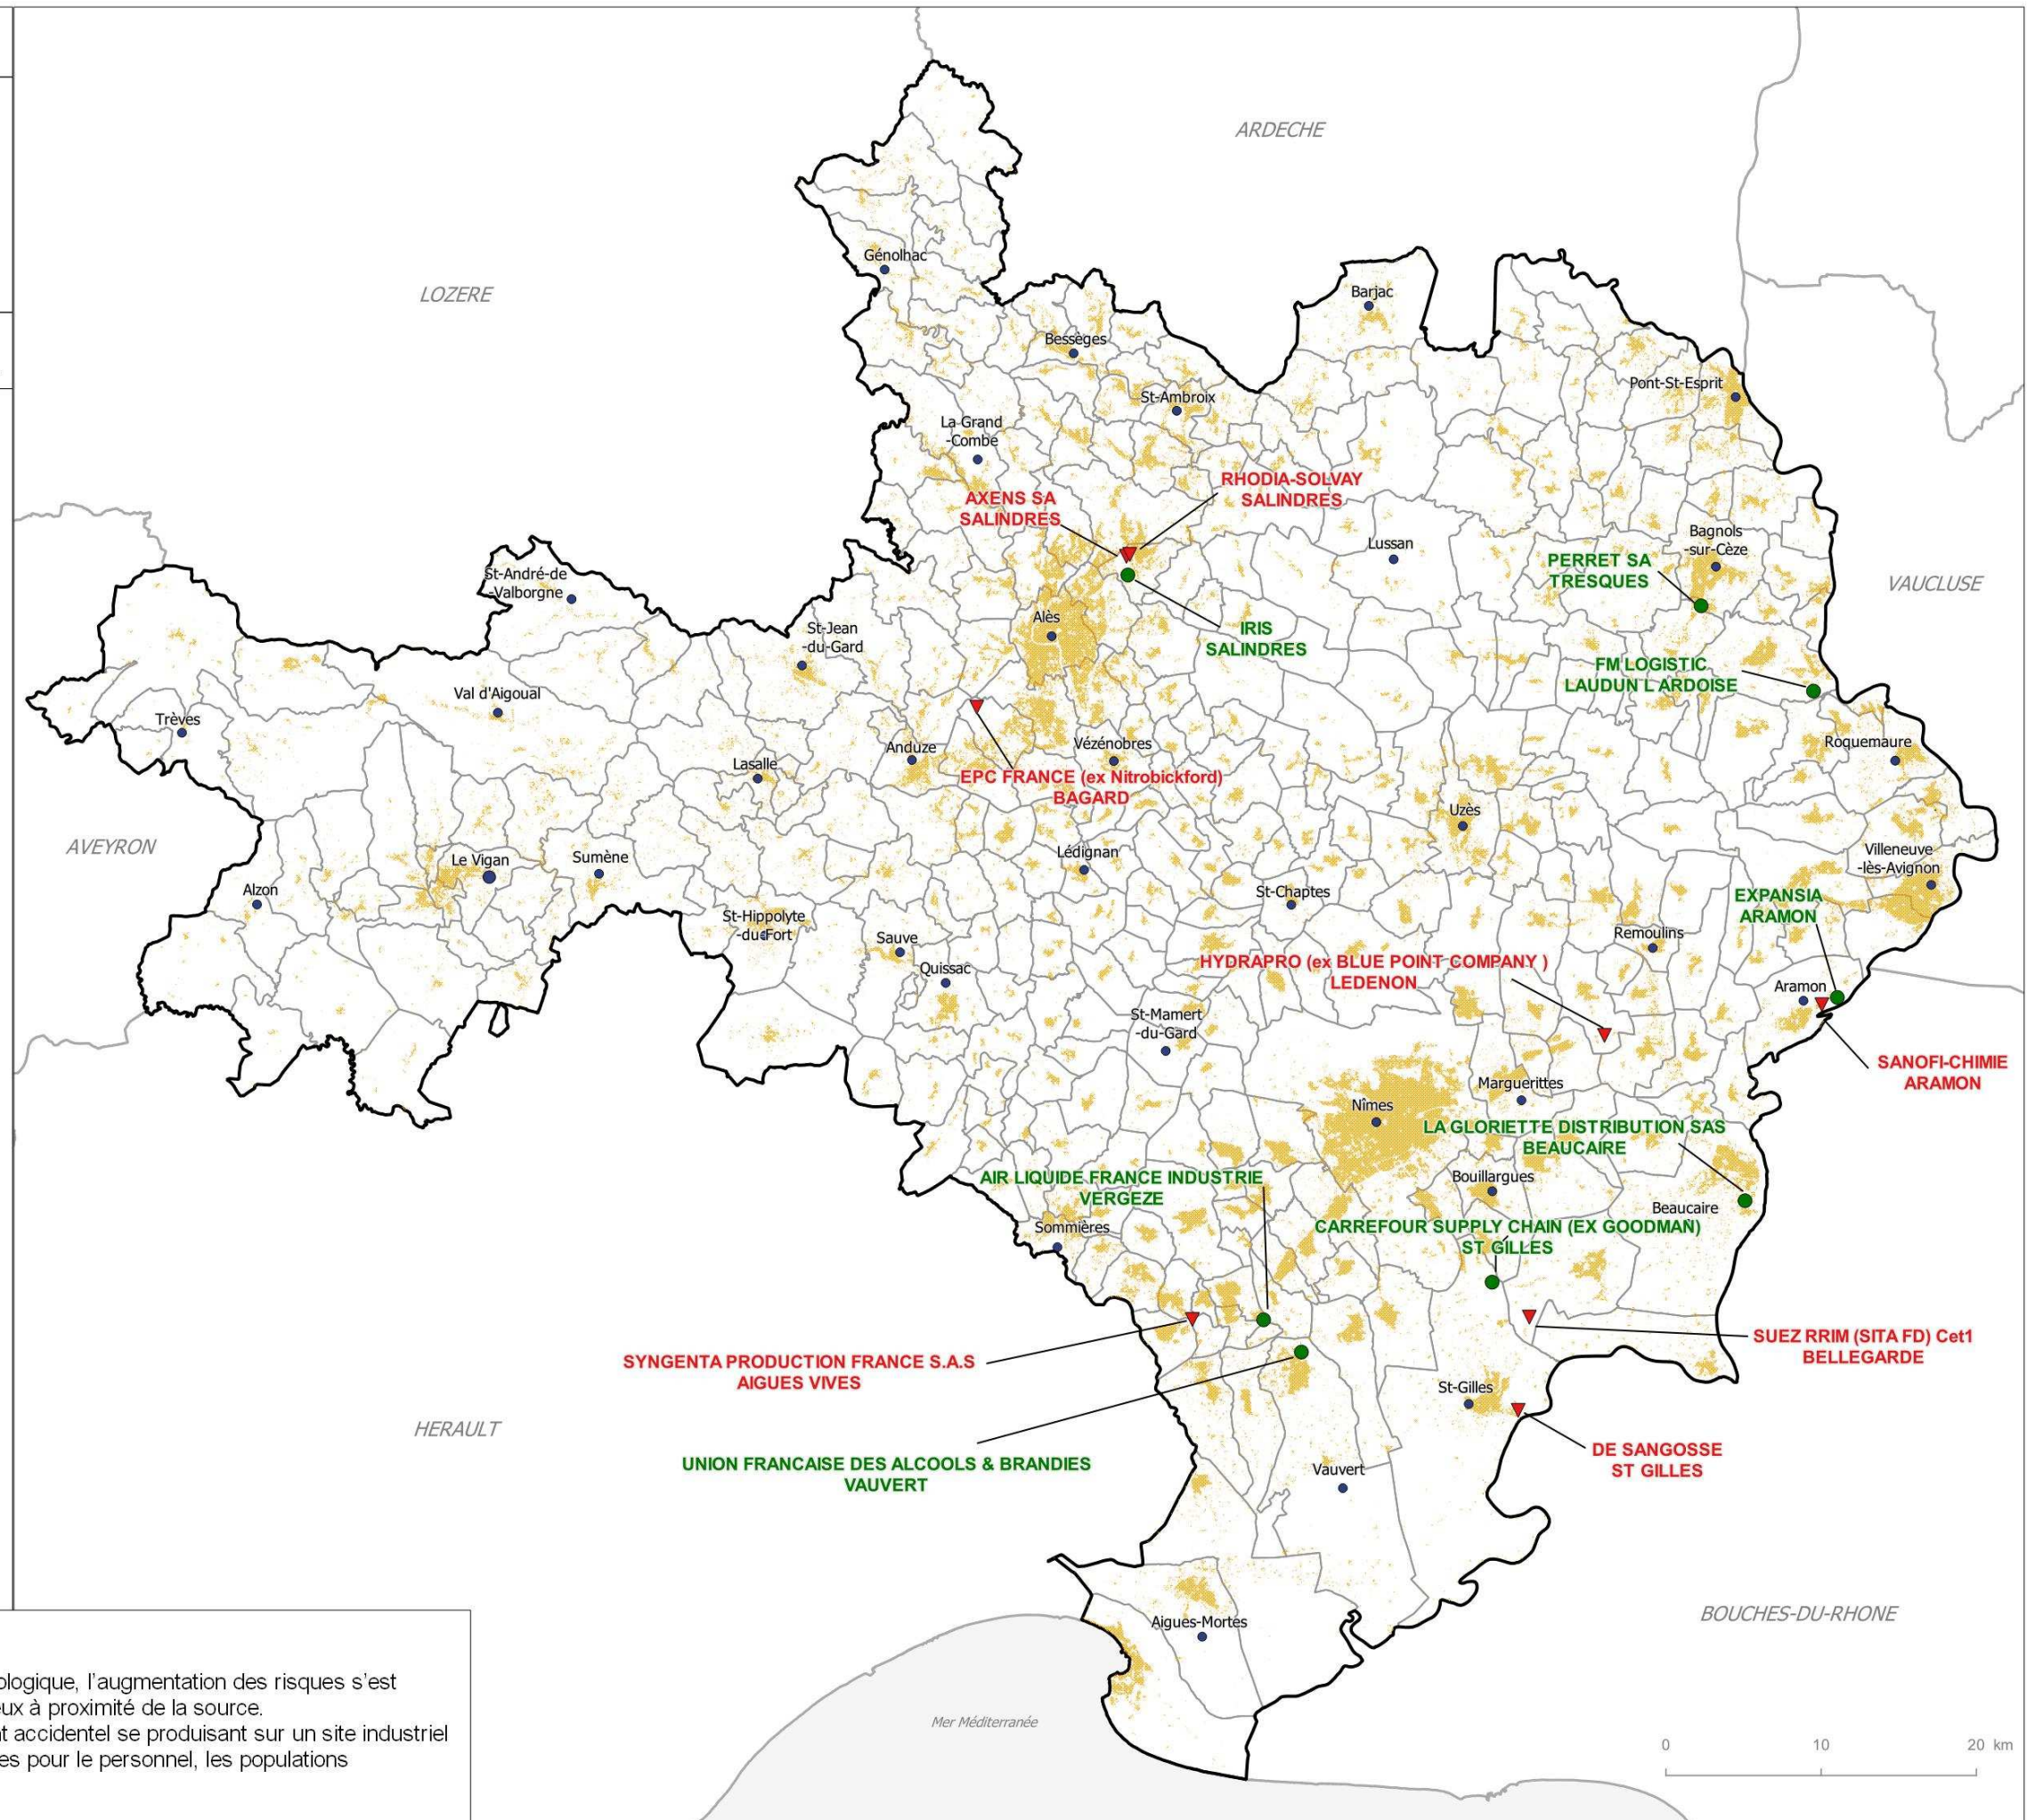 ARDECHE
LOZERE
Génolhac
Barjac
Bessèges
Pont-St-Esprit
St-Ambroix
La Grand
-Combe
RHODIA-SOLVAY
SALINDRES
AXENS SA
SALINDRES
Bagnols
-sur-Cèze
Lussan
PERRET SA
TRESQUES
VAUCLUSE
St-André-de
-Valborgne
Alès
IRIS
SALINDRES
St-Jean
-du-Gard
FM LOGISTIC
LAUDUN L ARDOISE
Val d'Aigoual
Trèves
Roquemaure
Anduze
Vézénobres
Lasalle
EPC FRANCE (ex Nitrobickford)
BAGARD
Uzès
AVEYRON
Villeneuve
-lès-Avignon
Lédignan
Le Vigan
Sumène
Alzon
St-Chaptes
EXPANSIA
ARAMON
St-Hippolyte
-du-Fort
Remoulins
Sauve
HYDRAPRO (ex BLUE POINT COMPANY )
LEDENON
Quissac
Aramon
St-Mamert
-du-Gard
SANOFI-CHIMIE
ARAMON
Marguerittes
Nîmes
LA GLORIETTE DISTRIBUTION SAS
BEAUCAIRE
AIR LIQUIDE FRANCE INDUSTRIE
VERGEZE
Bouillargues
Beaucaire
Sommières
CARREFOUR SUPPLY CHAIN (EX GOODMAN)
ST GILLES
SUEZ RRIM (SITA FD) Cet1
BELLEGARDE
SYNGENTA PRODUCTION FRANCE S.A.S
AIGUES VIVES
St-Gilles
HERAULT
DE SANGOSSE
ST GILLES
UNION FRANCAISE DES ALCOOLS & BRANDIES
VAUVERT
Vauvert
BOUCHES-DU-RHONE
Aigues-Mortes
ologique, l'augmentation des risques s'est
eux à proximité de la source.
nt accidentel se produisant sur un site industriel
es pour le personnel, les populations
Mer Méditerranée
0 10 20 km